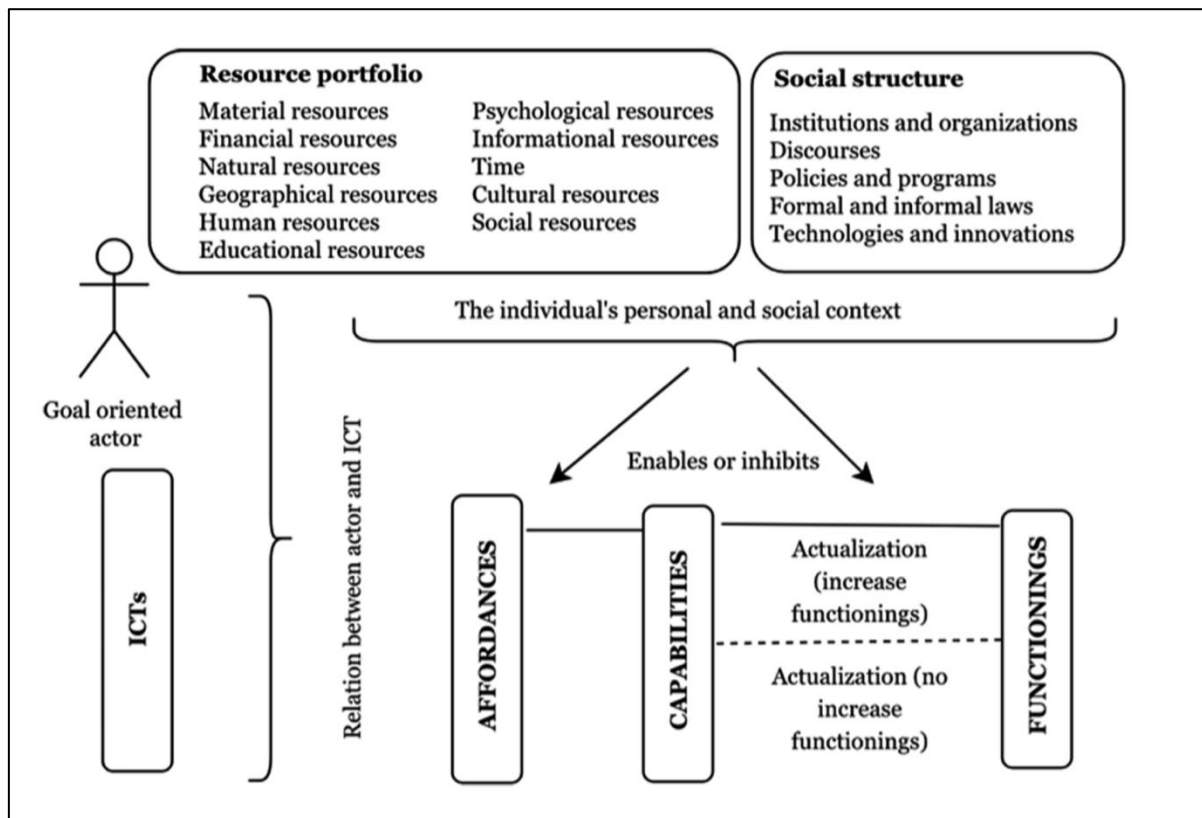 Resource portfolio
Material resources
Financial resources
Natural resources
Geographical resources
Human resources
Educational resources
Psychological resources
Informational resources
Time
Cultural resources
Social resources
Social structure
Institutions and organizations
Discourses
Policies and programs
Formal and informal laws
Technologies and innovations
The individual's personal and social context
Goal oriented
actor
ICTs
Relation between actor and ICT
Enables or inhibits
AFFORDANCES
CAPABILITIES
Actualization
(increase
functionings)
Actualization (no
increase
functionings)
FUNCTIONINGS